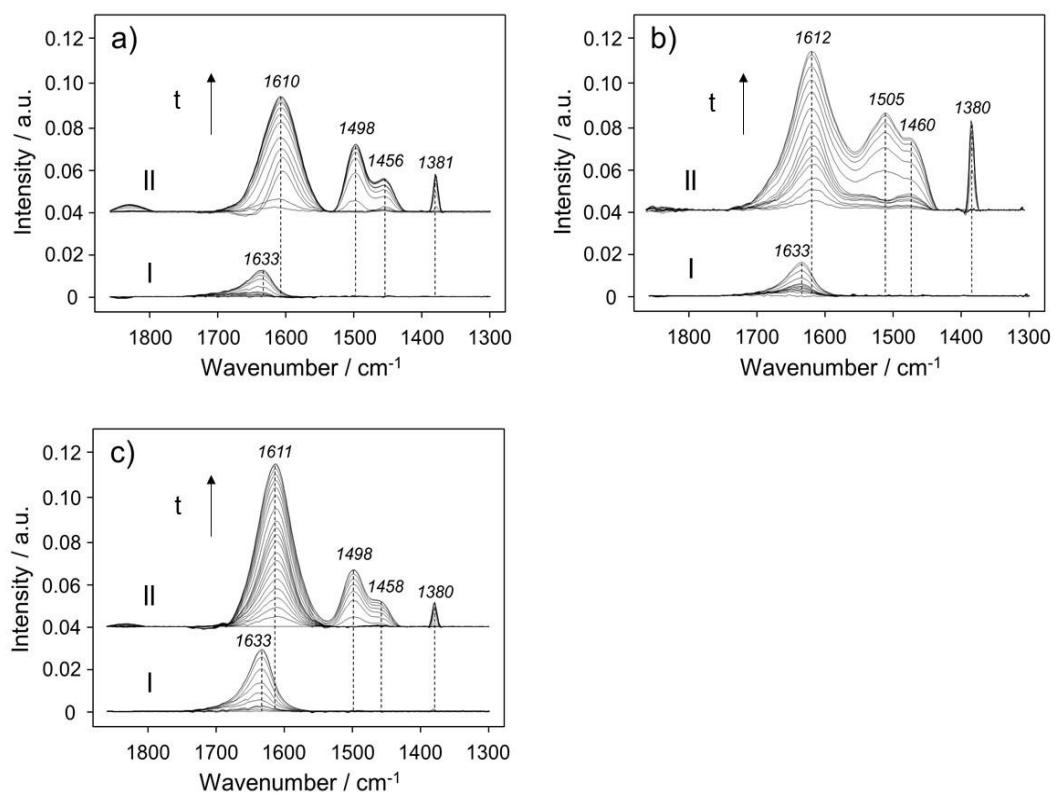 a)
0.12
0.10
0.08
0.06
0.04
0.02
0
Intensity / a.u.
t
II
I
1610
1498
1456
1381
1633
1800 1700 1600 1500 1400 1300
Wavenumber / cm⁻¹
b)
0.12
0.10
0.08
0.06
0.04
0.02
0
Intensity / a.u.
t
II
I
1612
1505
1460
1380
1633
1800 1700 1600 1500 1400 1300
Wavenumber / cm⁻¹
c)
0.12
0.10
0.08
0.06
0.04
0.02
0
Intensity / a.u.
t
II
I
1611
1498
1458
1380
1633
1800 1700 1600 1500 1400 1300
Wavenumber / cm⁻¹